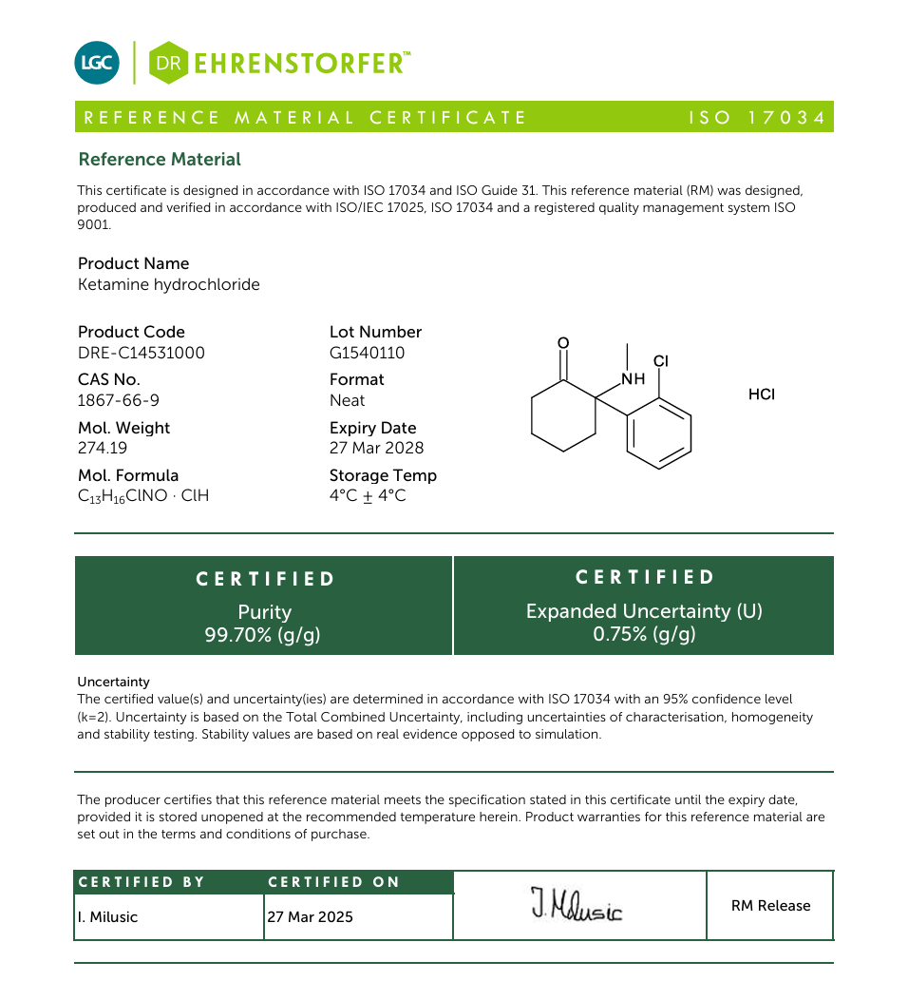 LGC DR EHRENSTORFER™
REFERENCE MATERIAL CERTIFICATE ISO 17034
Reference Material
This certificate is designed in accordance with ISO 17034 and ISO Guide 31. This reference material (RM) was designed,
produced and verified in accordance with ISO/IEC 17025, ISO 17034 and a registered quality management system ISO
9001.
Product Name
Ketamine hydrochloride
Product Code Lot Number
DRE-C14531000 G1540110
CAS No. Format
1867-66-9 Neat
Mol. Weight Expiry Date
274.19 27 Mar 2028
Mol. Formula Storage Temp
C₁₃H₁₆ClNO · ClH 4°C ± 4°C
O
NH
Cl
HCl
CERTIFIED
Purity
99.70% (g/g)
CERTIFIED
Expanded Uncertainty (U)
0.75% (g/g)
Uncertainty
The certified value(s) and uncertainty(ies) are determined in accordance with ISO 17034 with an 95% confidence level
(k=2). Uncertainty is based on the Total Combined Uncertainty, including uncertainties of characterisation, homogeneity
and stability testing. Stability values are based on real evidence opposed to simulation.
The producer certifies that this reference material meets the specification stated in this certificate until the expiry date,
provided it is stored unopened at the recommended temperature herein. Product warranties for this reference material are
set out in the terms and conditions of purchase.
CERTIFIED BY CERTIFIED ON
I. Milusic 27 Mar 2025
I. Milusic
RM Release